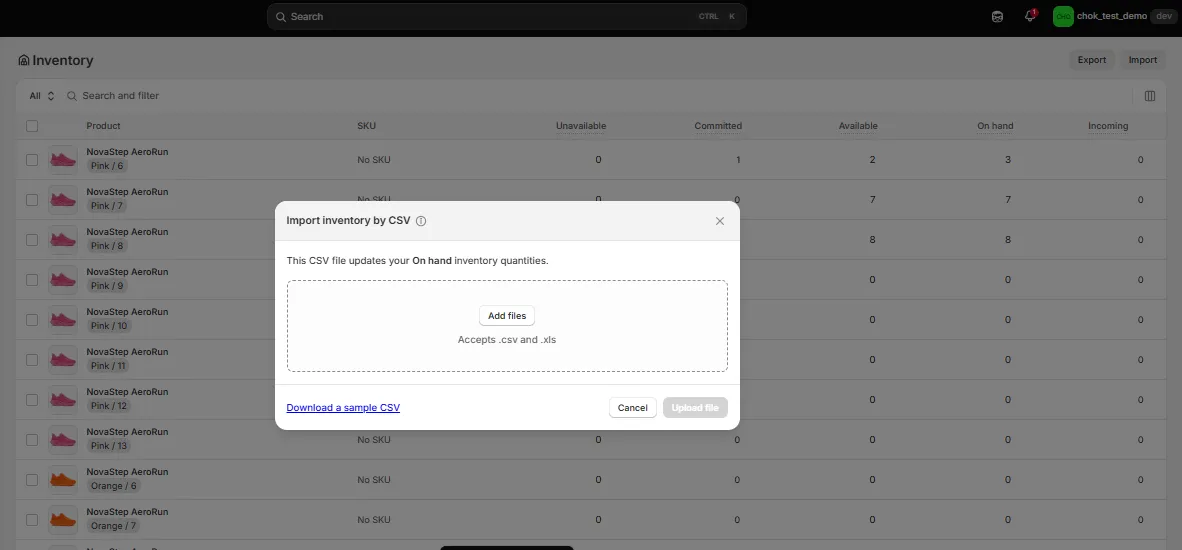 Search CTRL K
1
CHO chok_test_demo dev
Inventory Export Import
All Search and filter
Product SKU Unavailable Committed Available On hand Incoming
NovaStep AeroRun
Pink / 6 No SKU 0 1 2 3 0
NovaStep AeroRun
Pink / 7 No SKU 0 0 7 7 0
NovaStep AeroRun
Pink / 8 8 8 0
NovaStep AeroRun
Pink / 9 0 0 0
NovaStep AeroRun
Pink / 10 0 0 0
NovaStep AeroRun
Pink / 11 0 0 0
NovaStep AeroRun
Pink / 12 0 0 0
NovaStep AeroRun
Pink / 13 No SKU 0 0 0 0 0
NovaStep AeroRun
Orange / 6 No SKU 0 0 0 0 0
NovaStep AeroRun
Orange / 7 No SKU 0 0 0 0 0
Import inventory by CSV
This CSV file updates your On hand inventory quantities.
Add files
Accepts .csv and .xls
Download a sample CSV Cancel Upload file